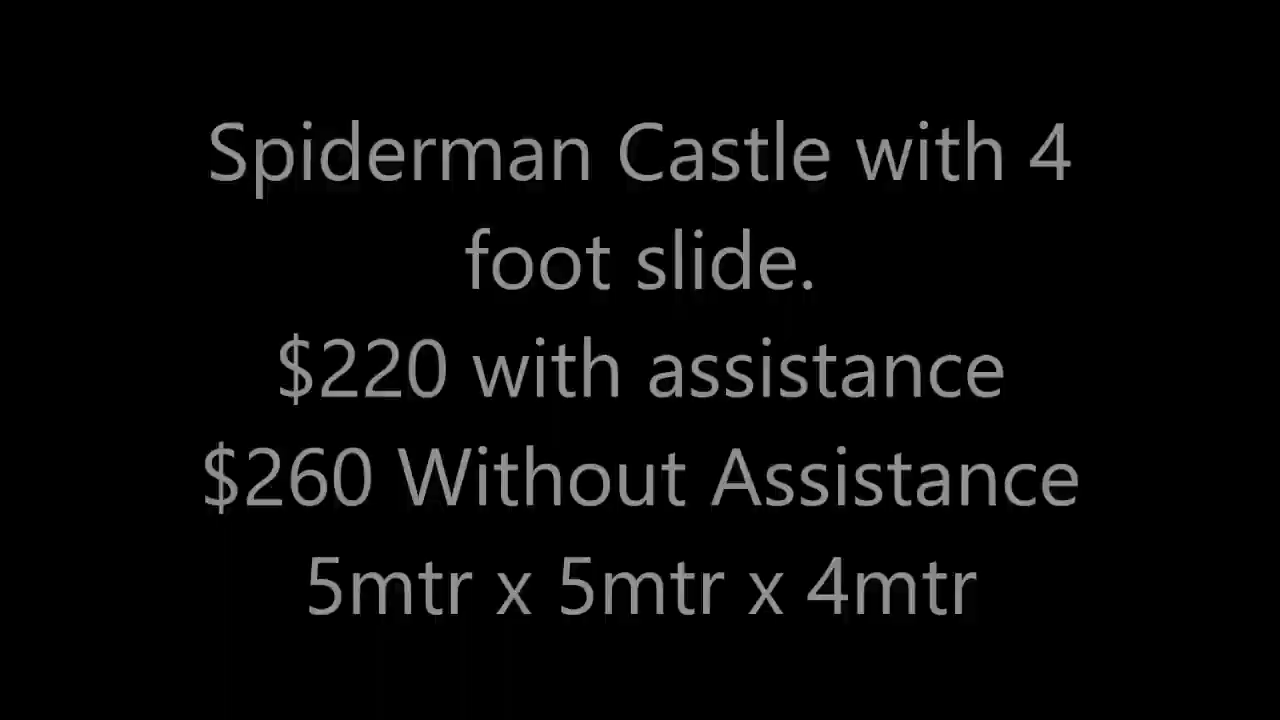 Spiderman Castle with 4
foot slide.
$220 with assistance
$260 Without Assistance
5mtr x 5mtr x 4mtr